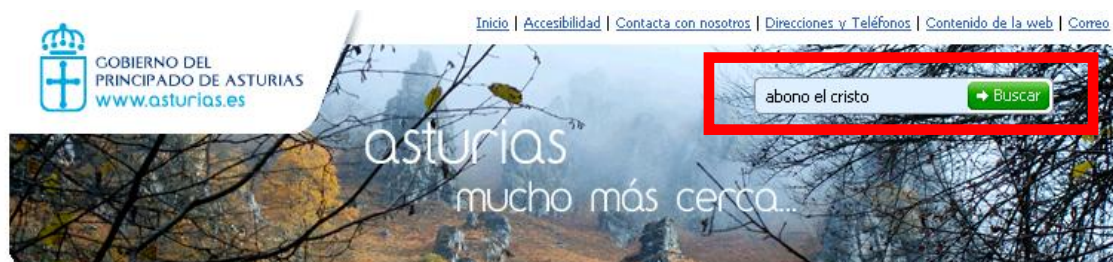 Inicio | Accesibilidad | Contacta con nosotros | Direcciones y Teléfonos | Contenido de la web | Correo
GOBIERNO DEL
PRINCIPADO DE ASTURIAS
www.asturias.es
abono el cristo
Buscar
asturias
mucho más cerca...